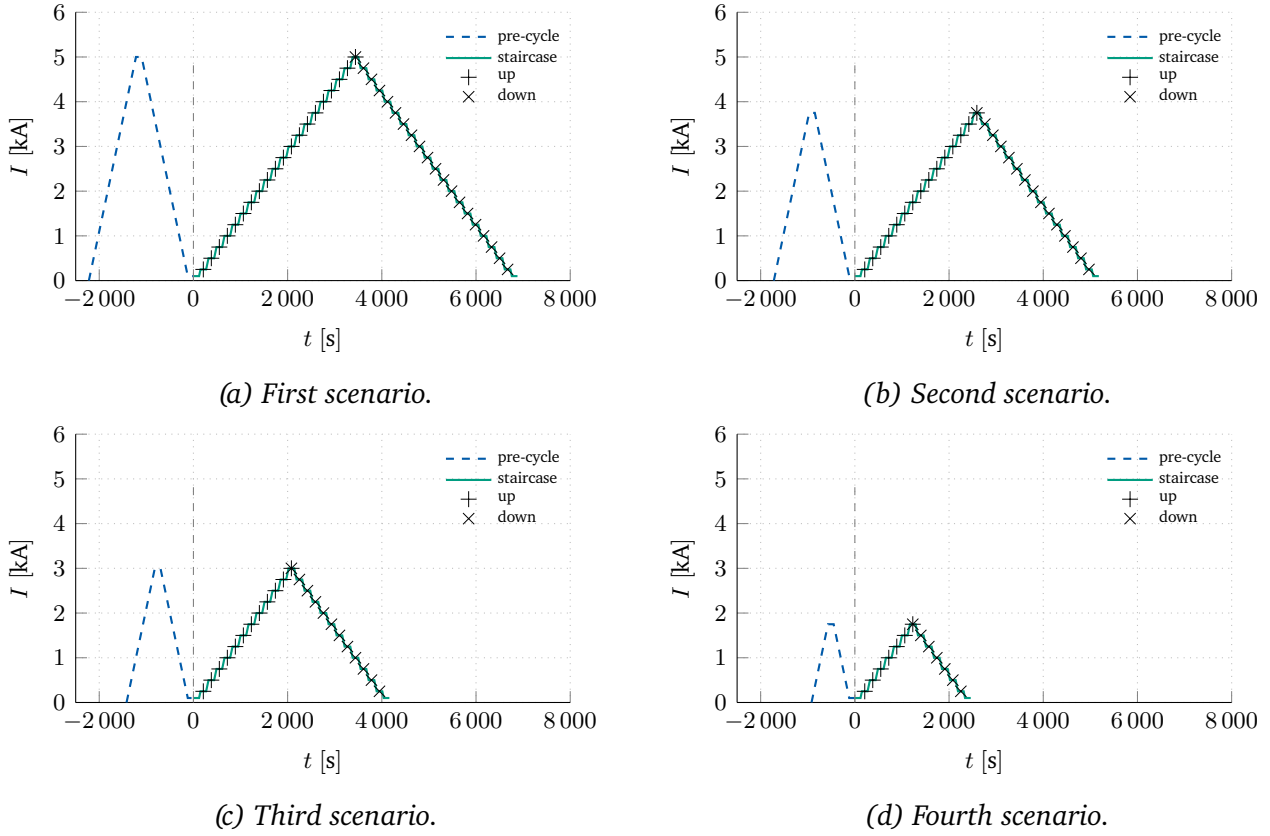 6
5
4
3
2
1
0
I [kA]
−2 000 0 2 000 4 000 6 000 8 000
t [s]
pre-cycle
staircase
up
down
(a) First scenario.
6
5
4
3
2
1
0
I [kA]
−2 000 0 2 000 4 000 6 000 8 000
t [s]
pre-cycle
staircase
up
down
(b) Second scenario.
6
5
4
3
2
1
0
I [kA]
−2 000 0 2 000 4 000 6 000 8 000
t [s]
pre-cycle
staircase
up
down
(c) Third scenario.
6
5
4
3
2
1
0
I [kA]
−2 000 0 2 000 4 000 6 000 8 000
t [s]
pre-cycle
staircase
up
down
(d) Fourth scenario.